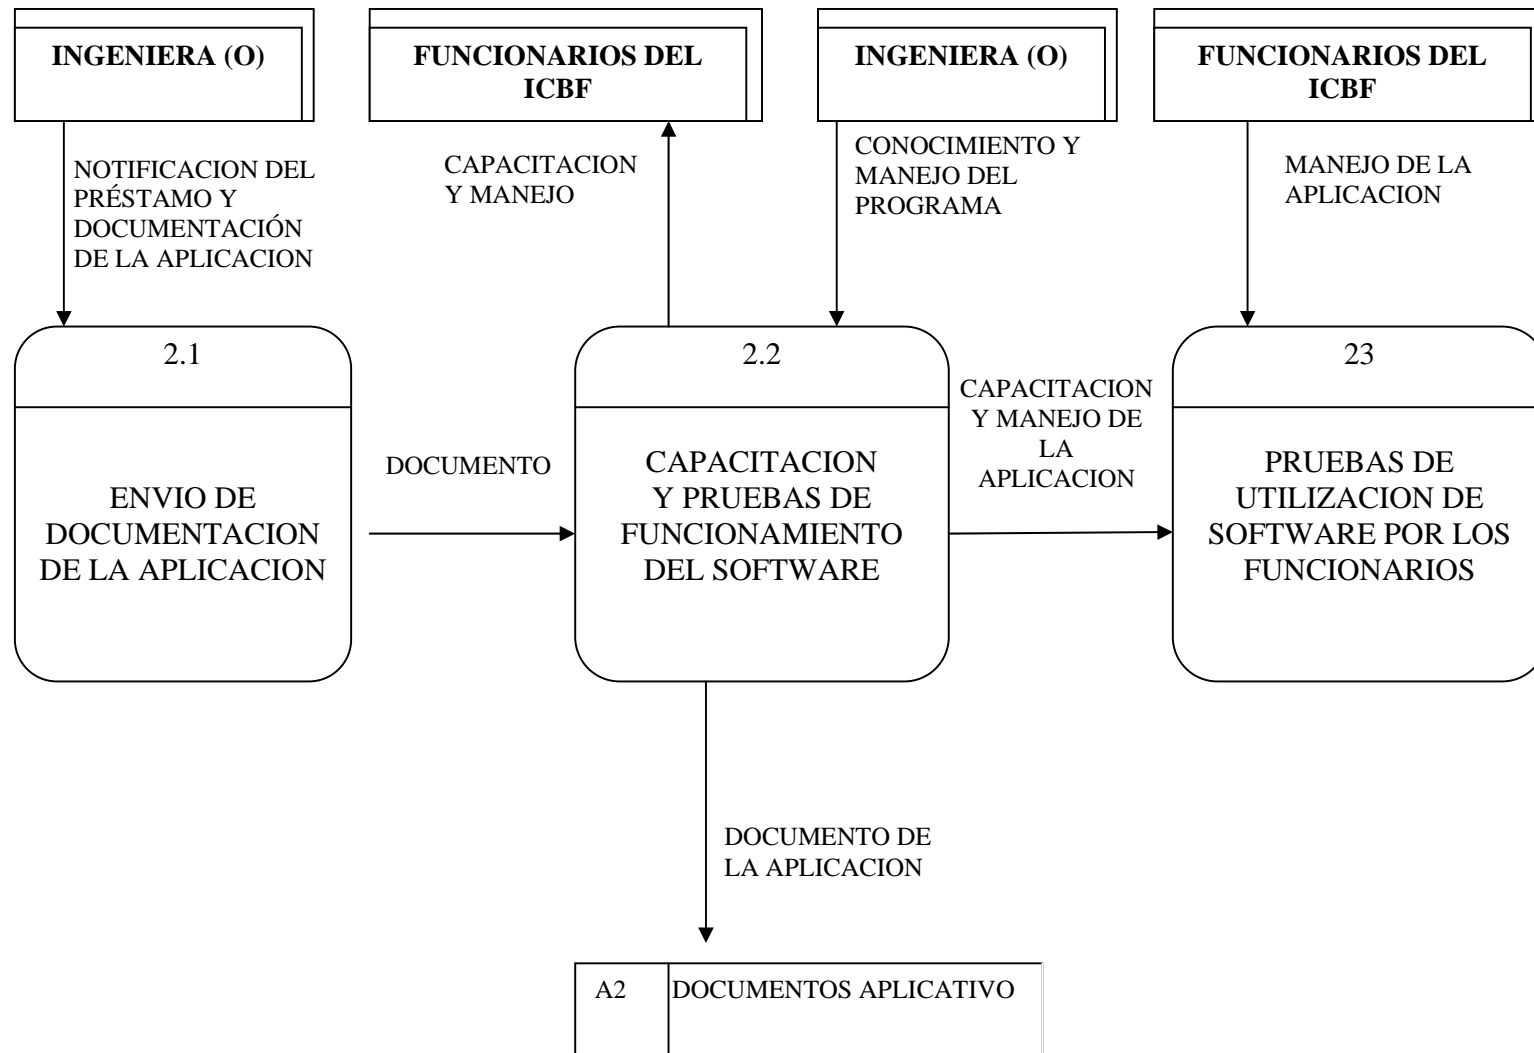 INGENIERA (O)
FUNCIONARIOS DEL
ICBF
INGENIERA (O)
FUNCIONARIOS DEL
ICBF
NOTIFICACION DEL
PRÉSTAMO Y
DOCUMENTACIÓN
DE LA APLICACION
CAPACITACION
Y MANEJO
CONOCIMIENTO Y
MANEJO DEL
PROGRAMA
MANEJO DE LA
APLICACION
2.1
ENVIO DE
DOCUMENTACION
DE LA APLICACION
DOCUMENTO
2.2
CAPACITACION
Y PRUEBAS DE
FUNCIONAMIENTO
DEL SOFTWARE
CAPACITACION
Y MANEJO DE
LA
APLICACION
23
PRUEBAS DE
UTILIZACION DE
SOFTWARE POR LOS
FUNCIONARIOS
DOCUMENTO DE
LA APLICACION
A2
DOCUMENTOS APLICATIVO